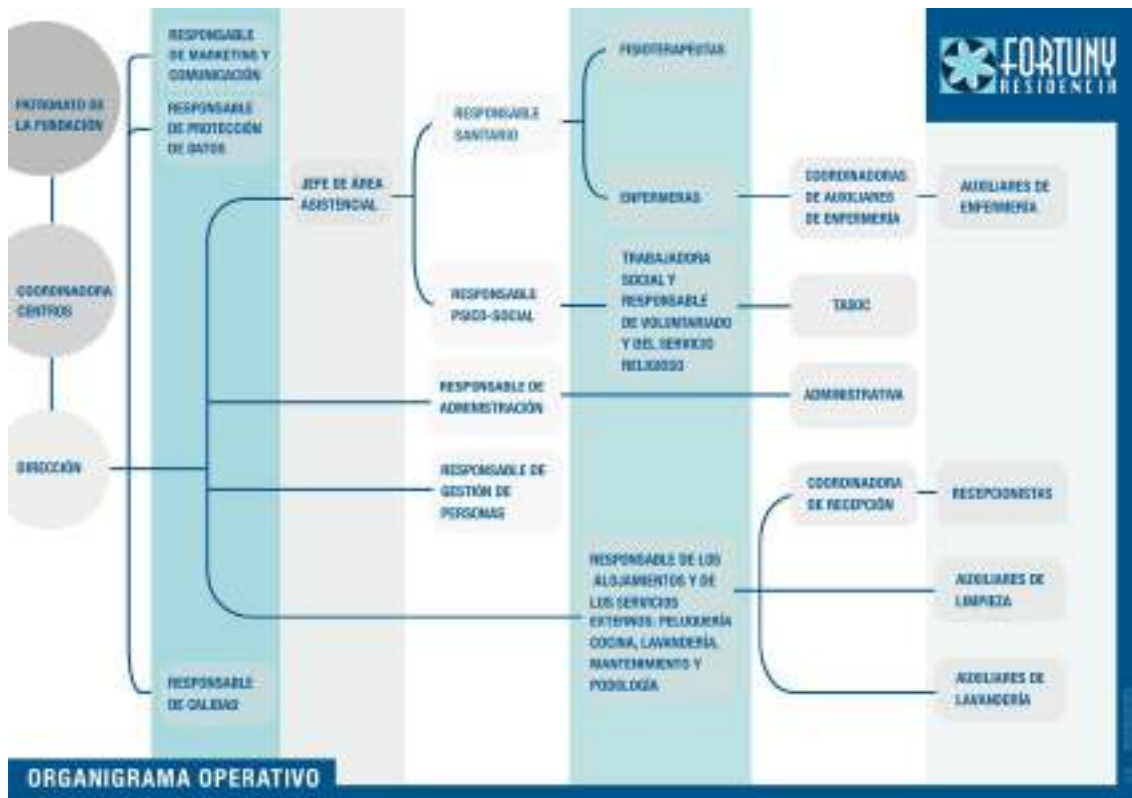 PATRONATO DE
LA FUNDACIÓN
COORDINADORA
CENTROS
DIRECCIÓN
RESPONSABLE
DE MARKETING Y
COMUNICACIÓN
RESPONSABLE
DE PROTECCIÓN
DE DATOS
RESPONSABLE
DE CALIDAD
JEFE DE ÁREA
ASISTENCIAL
RESPONSABLE
SANITARIO
RESPONSABLE
PSICO-SOCIAL
RESPONSABLE DE
ADMINISTRACIÓN
RESPONSABLE DE
GESTIÓN DE
PERSONAS
FISIOTERAPEUTAS
ENFERMERAS
TRABAJADORA
SOCIAL Y
RESPONSABLE
DE VOLUNTARIADO
Y DEL SERVICIO
RELIGIOSO
RESPONSABLE DE LOS
ALOJAMIENTOS Y DE
LOS SERVICIOS
EXTERNOS: PELUQUERÍA
COCINA, LAVANDERÍA,
MANTENIMIENTO Y
PODOLOGÍA
COORDINADORAS
DE AUXILIARES
DE ENFERMERÍA
TASOC
ADMINISTRATIVA
COORDINADORA
DE RECEPCIÓN
AUXILIARES DE
ENFERMERÍA
RECEPCIONISTAS
AUXILIARES DE
LIMPIEZA
AUXILIARES DE
LAVANDERÍA
FORTUNY
RESIDENCIA
ORGANIGRAMA OPERATIVO